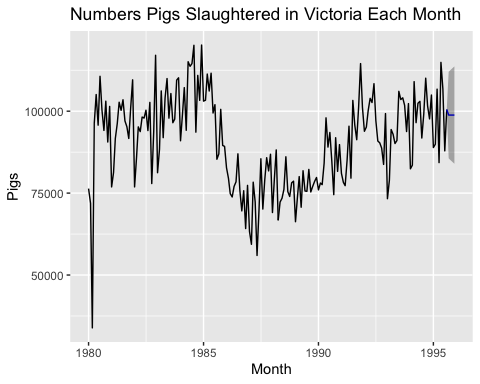 Numbers Pigs Slaughtered in Victoria Each Month
100000
75000
50000
Pigs
1980
1985
1990
1995
Month